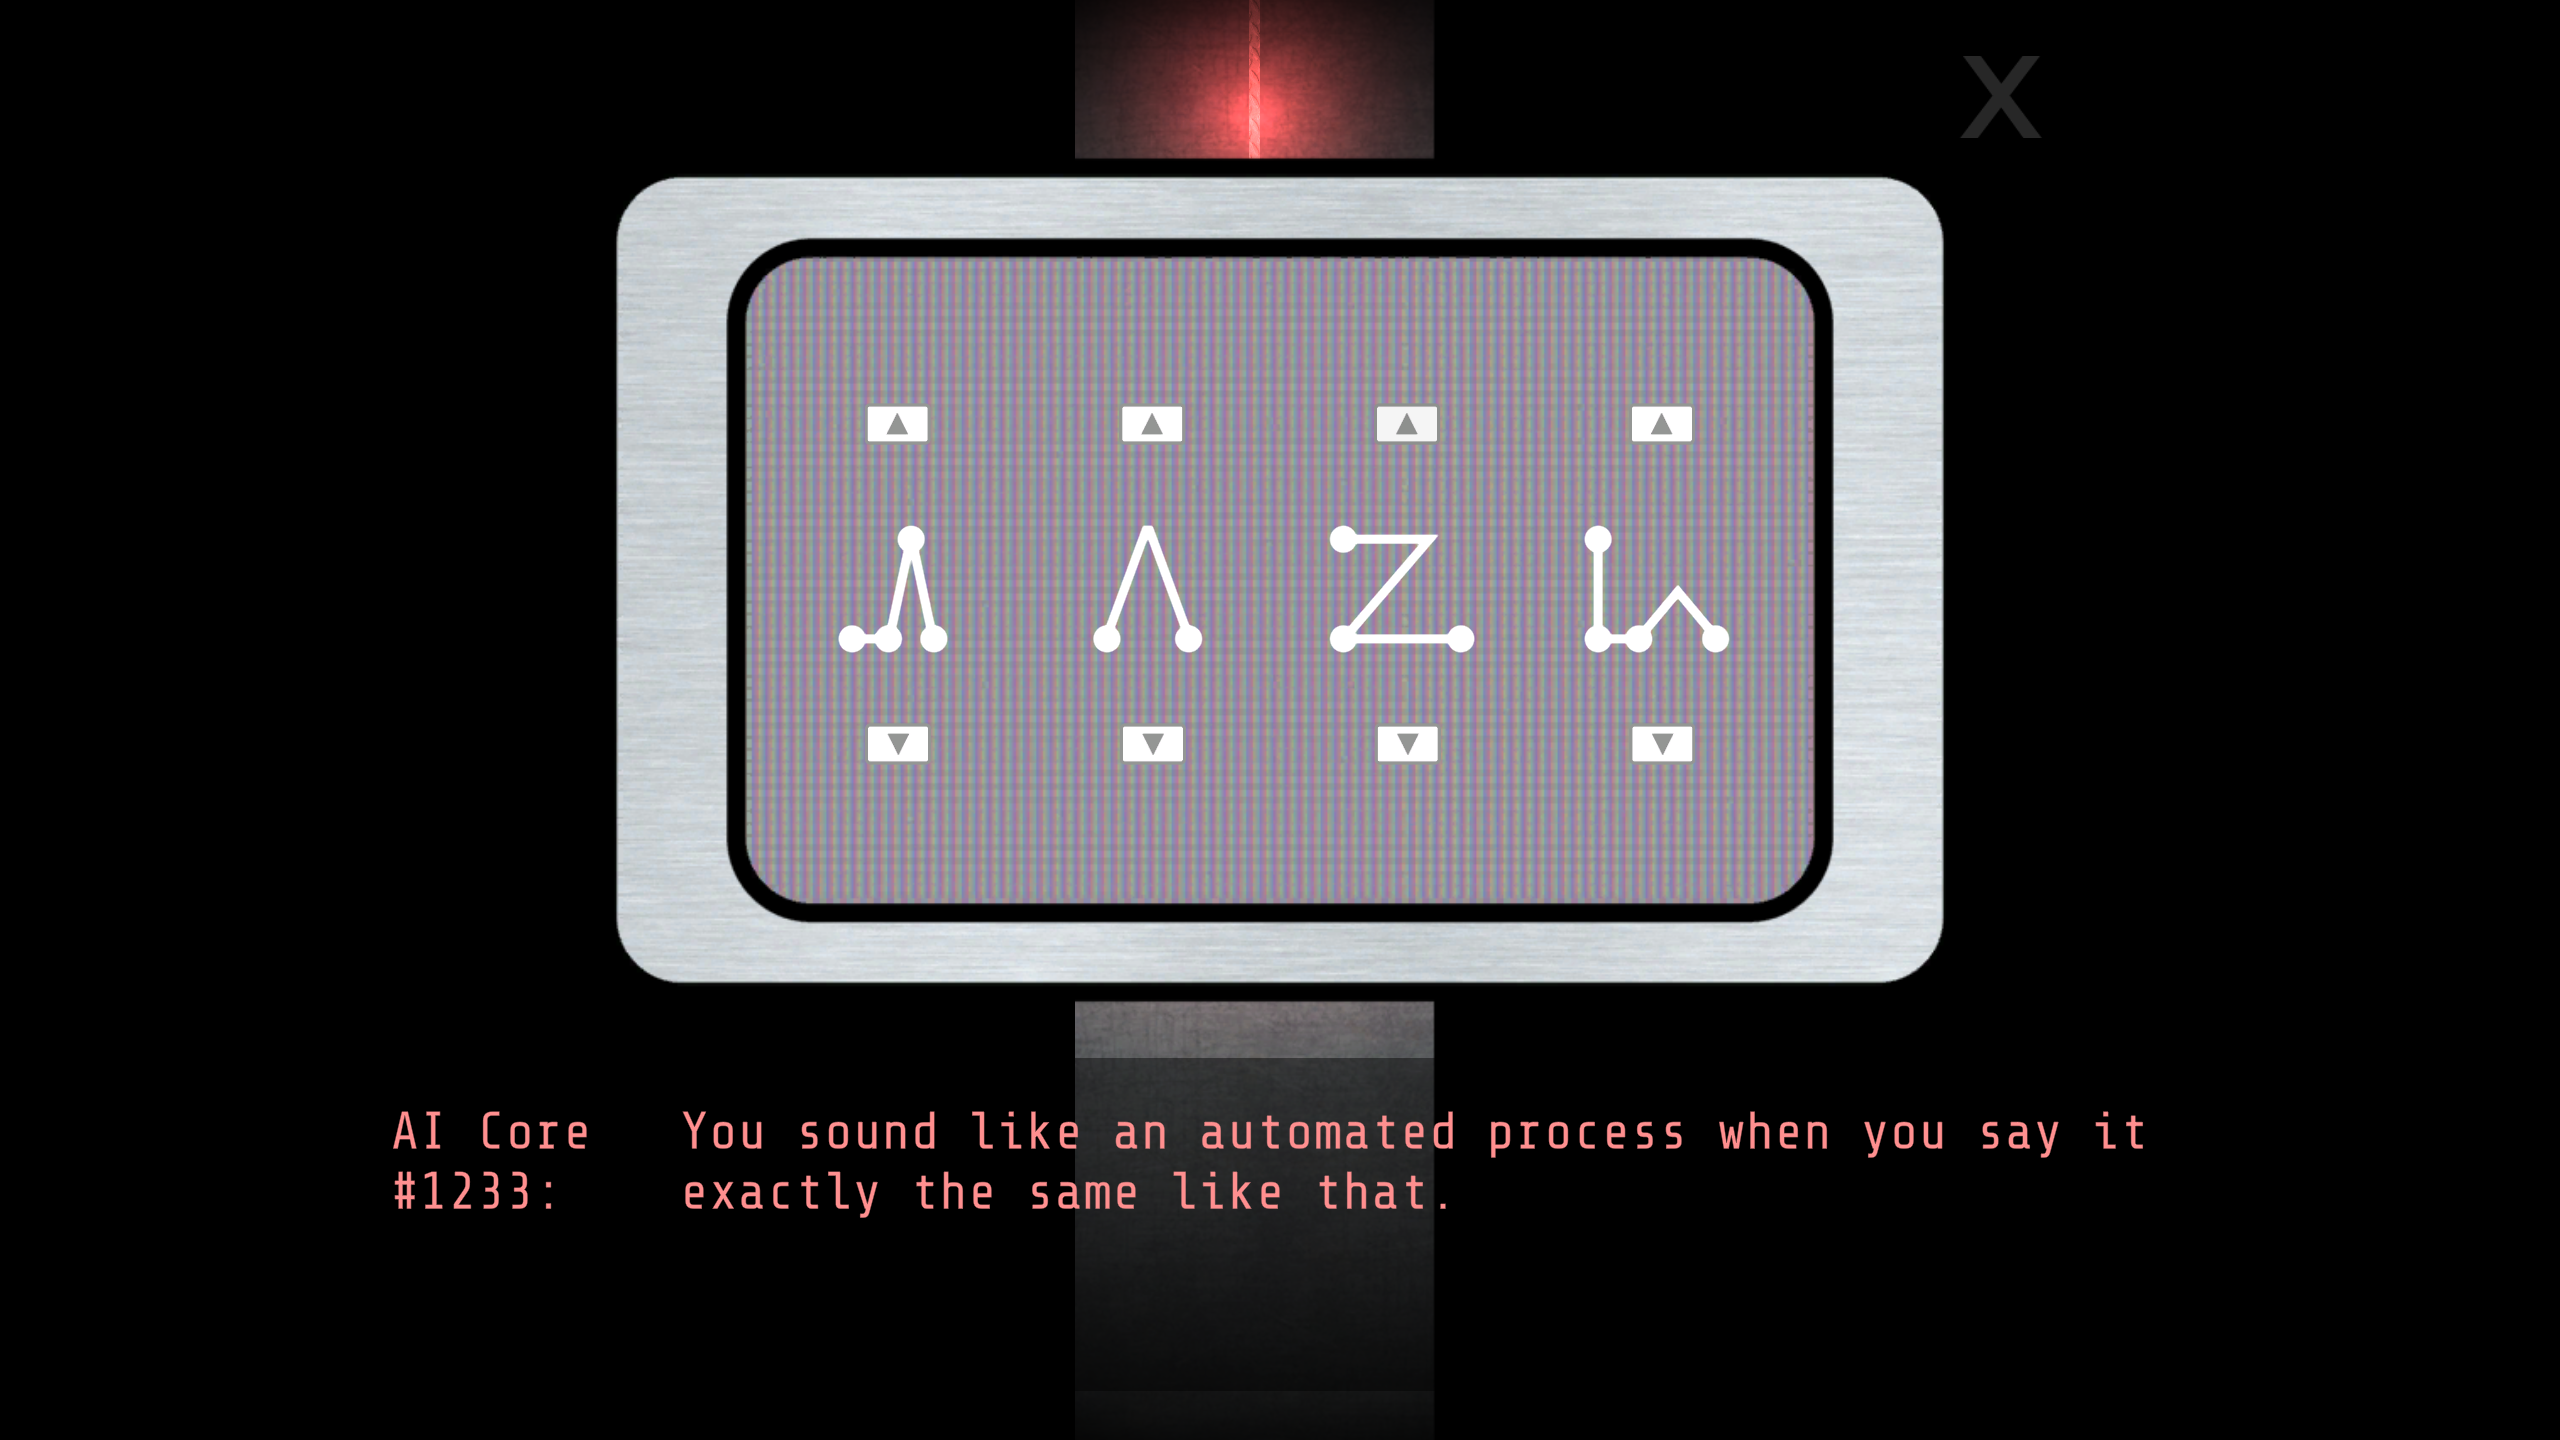 X
AI Core You sound like an automated process when you say it
#1233: exactly the same like that.